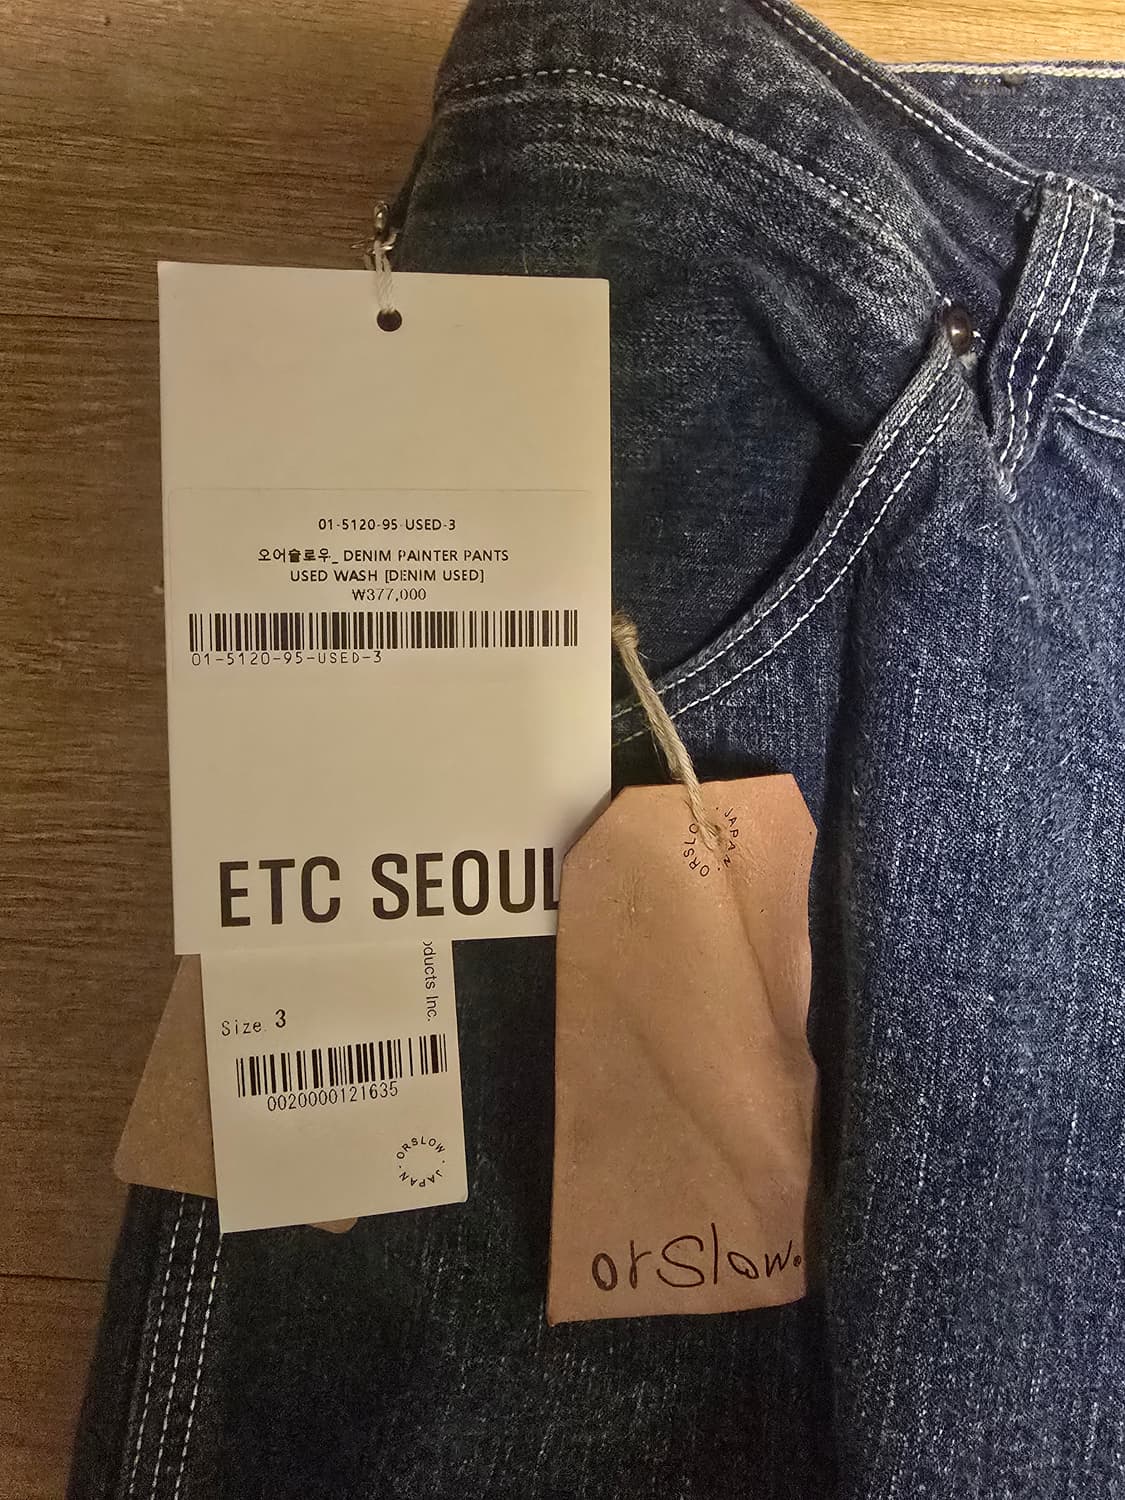 01-5120-95-USED-3
오어슬로우_ DENIM PAINTER PANTS
USED WASH [DENIM USED]
₩377,000
01-5120-95-USED-3
ETC SEOUL
oducts Inc.
Size 3
0020000121635
ORSLOW · JAPAN ·
ORSLO · JAPAN ·
orSlow.